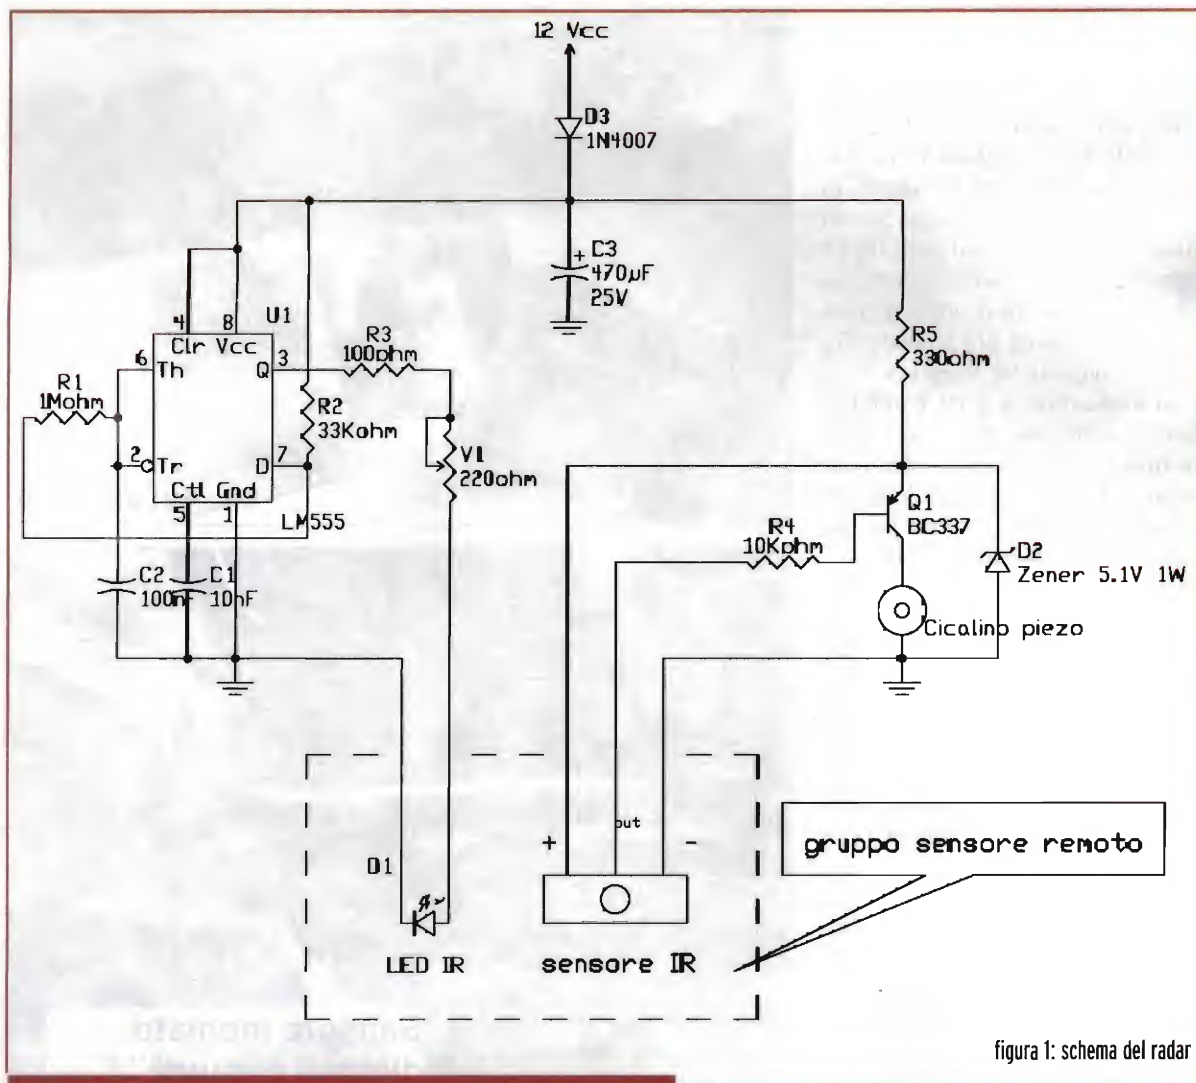 12 Vcc
D3
1N4007
C3
+
470µF
25V
U1
4
8
Clr Vcc
6
Th
Q
3
R3
100ohm
R5
330ohm
R1
1Mohm
R2
33Kohm
2
Tr
D
7
V1
220ohm
Ctl Gnd
5
1
LM555
Q1
BC337
R4
10Kohm
D2
Zener 5.1V 1W
C2
100nF
C1
10nF
Cicalino piezo
D1
+
out
-
gruppo sensore remoto
LED IR
sensore IR
figura 1: schema del radar